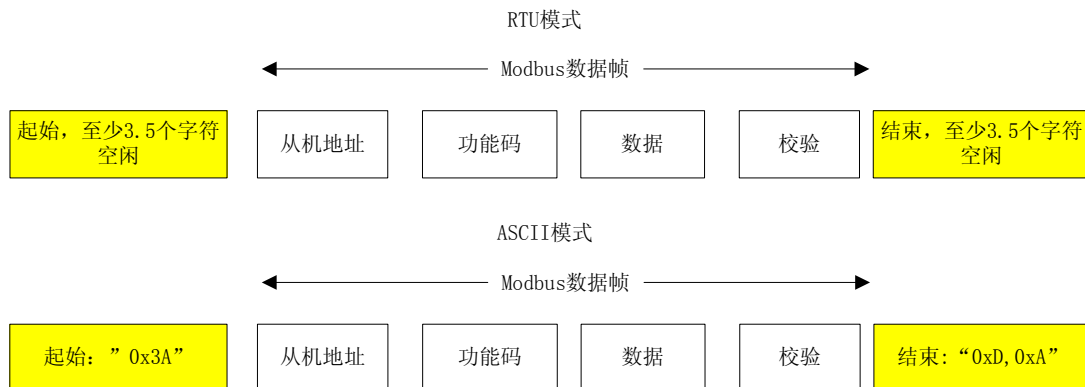 RTU模式
Modbus数据帧
起始，至少3.5个字符
空闲
从机地址
功能码
数据
校验
结束，至少3.5个字符
空闲
ASCII模式
Modbus数据帧
起始：”0x3A”
从机地址
功能码
数据
校验
结束:“0xD,0xA”